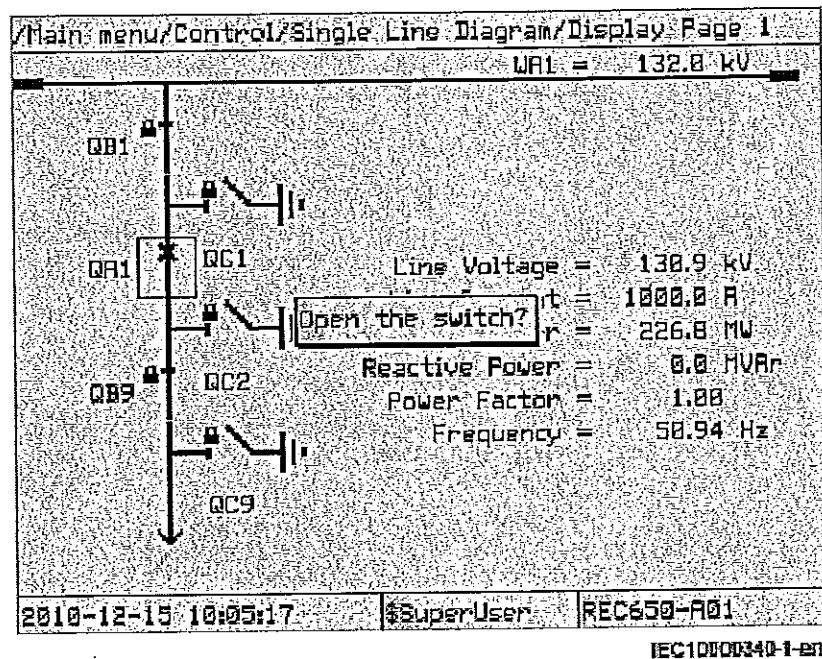 /Main menu/Control/Single Line Diagram/Display Page 1
WA1 = 132.8 kV
QB1
QA1
QC1
Line Voltage = 130.9 kV
t = 1000.0 A
Open the switch?
r = 226.8 MW
Reactive Power = 0.0 MVAr
QB9
QC2
Power Factor = 1.00
Frequency = 50.94 Hz
QC9
2010-12-15 10:05:17
$SuperUser
REC650-A01
IEC10000340-1-en